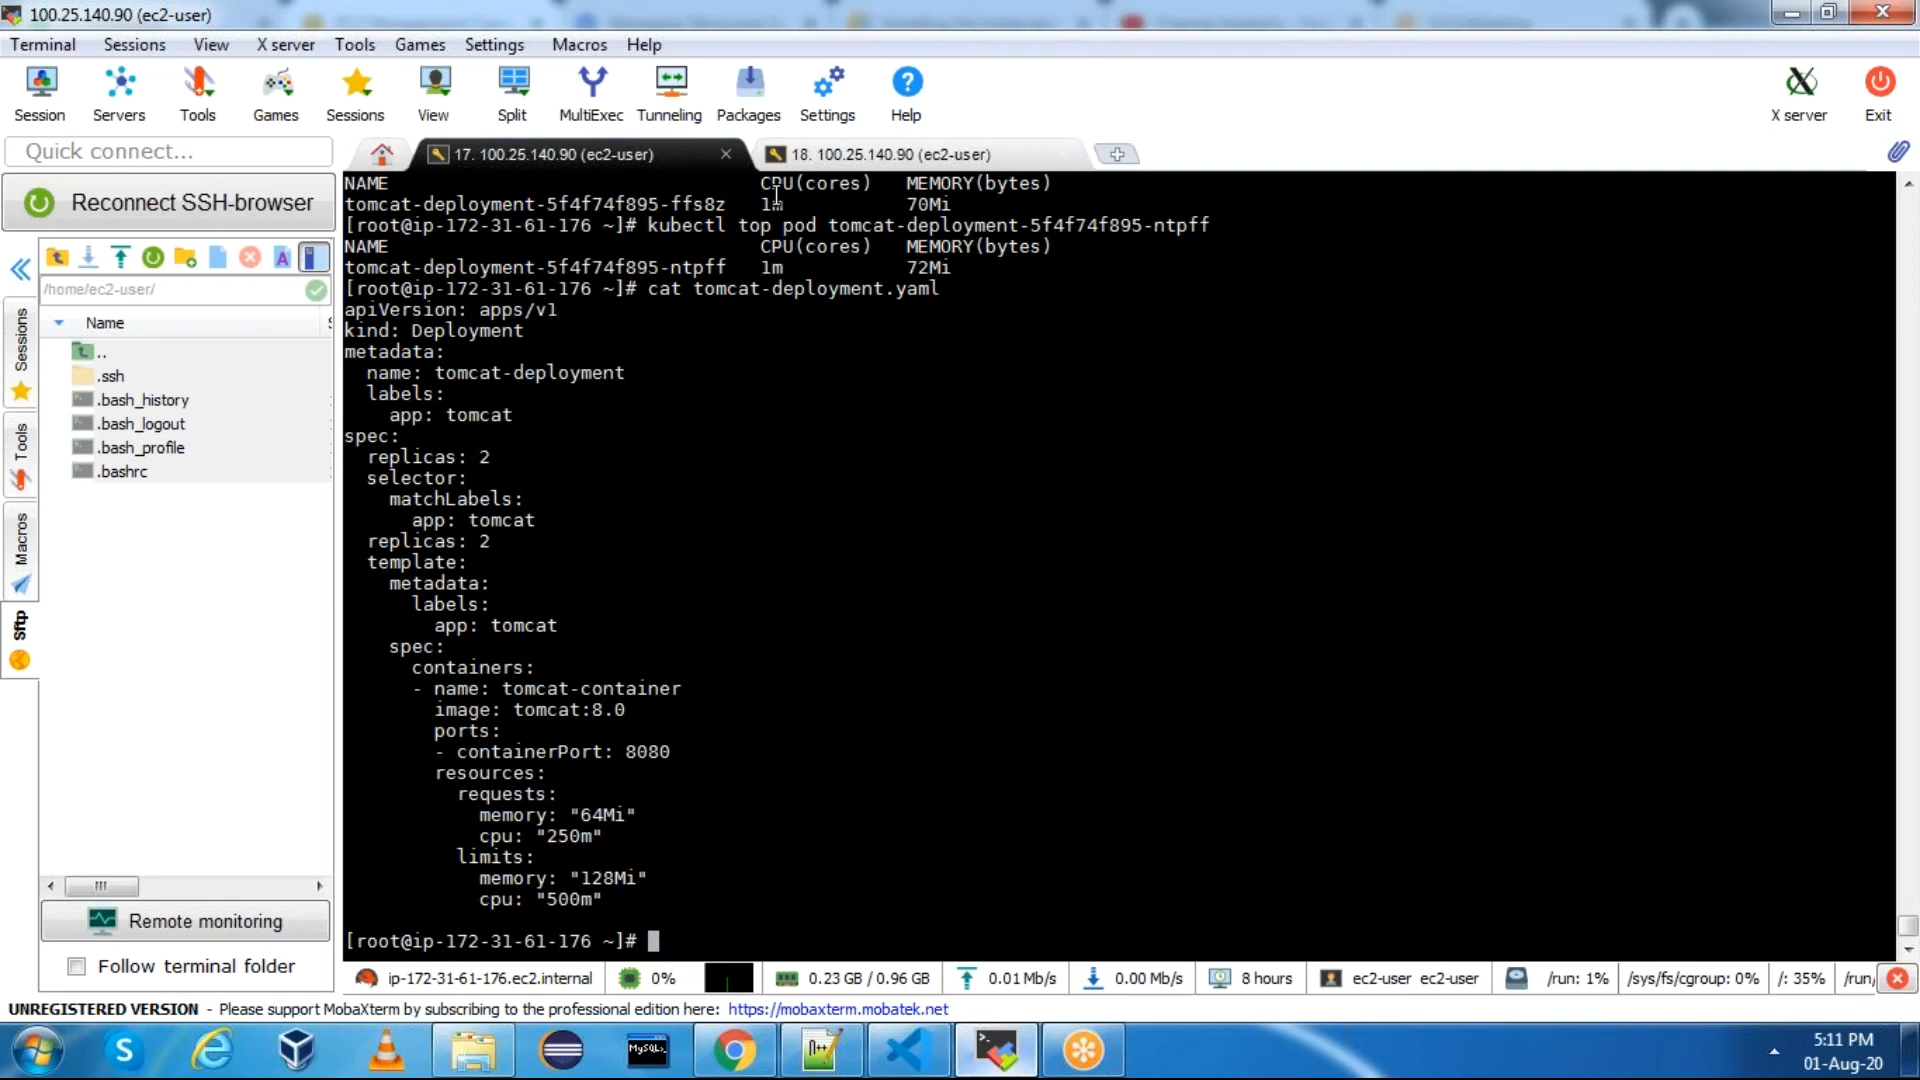 100.25.140.90 (ec2-user)
Terminal Sessions View X server Tools Games Settings Macros Help
Session Servers Tools Games Sessions View Split MultiExec Tunneling Packages Settings Help X server Exit
Quick connect...
17. 100.25.140.90 (ec2-user)
18. 100.25.140.90 (ec2-user)
Reconnect SSH-browser
/home/ec2-user/
Name
..
.ssh
.bash_history
.bash_logout
.bash_profile
.bashrc
Sessions
Tools
Macros
Sftp
Remote monitoring
Follow terminal folder
NAME CPU(cores) MEMORY(bytes)
tomcat-deployment-5f4f74f895-ffs8z 1m 70Mi
[root@ip-172-31-61-176 ~]# kubectl top pod tomcat-deployment-5f4f74f895-ntpff
NAME CPU(cores) MEMORY(bytes)
tomcat-deployment-5f4f74f895-ntpff 1m 72Mi
[root@ip-172-31-61-176 ~]# cat tomcat-deployment.yaml
apiVersion: apps/v1
kind: Deployment
metadata:
  name: tomcat-deployment
  labels:
    app: tomcat
spec:
  replicas: 2
  selector:
    matchLabels:
      app: tomcat
  replicas: 2
  template:
    metadata:
      labels:
        app: tomcat
    spec:
      containers:
      - name: tomcat-container
        image: tomcat:8.0
        ports:
        - containerPort: 8080
        resources:
          requests:
            memory: "64Mi"
            cpu: "250m"
          limits:
            memory: "128Mi"
            cpu: "500m"
[root@ip-172-31-61-176 ~]#
ip-172-31-61-176.ec2.internal 0% 0.23 GB / 0.96 GB 0.01 Mb/s 0.00 Mb/s 8 hours ec2-user ec2-user /run: 1% /sys/fs/cgroup: 0% /: 35% /run/
UNREGISTERED VERSION - Please support MobaXterm by subscribing to the professional edition here: https://mobaxterm.mobatek.net
MySQL
5:11 PM
01-Aug-20